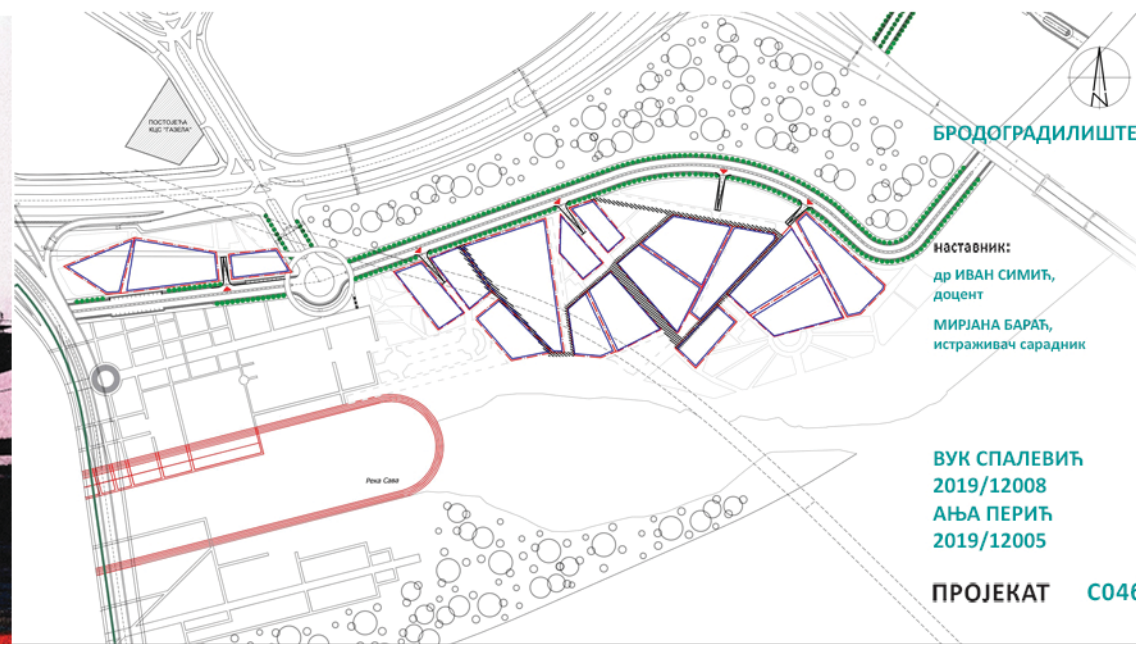 ПОСТОЈЕЋА
КЦС "ГАЗЕЛА"
N
БРОДОГРАДИЛИШТЕ
наставник:
др ИВАН СИМИЋ,
доцент
МИРЈАНА БАРАЋ,
истраживач сарадник
Река Сава
ВУК СПАЛЕВИЋ
2019/12008
АЊА ПЕРИЋ
2019/12005
ПРОЈЕКАТ C046